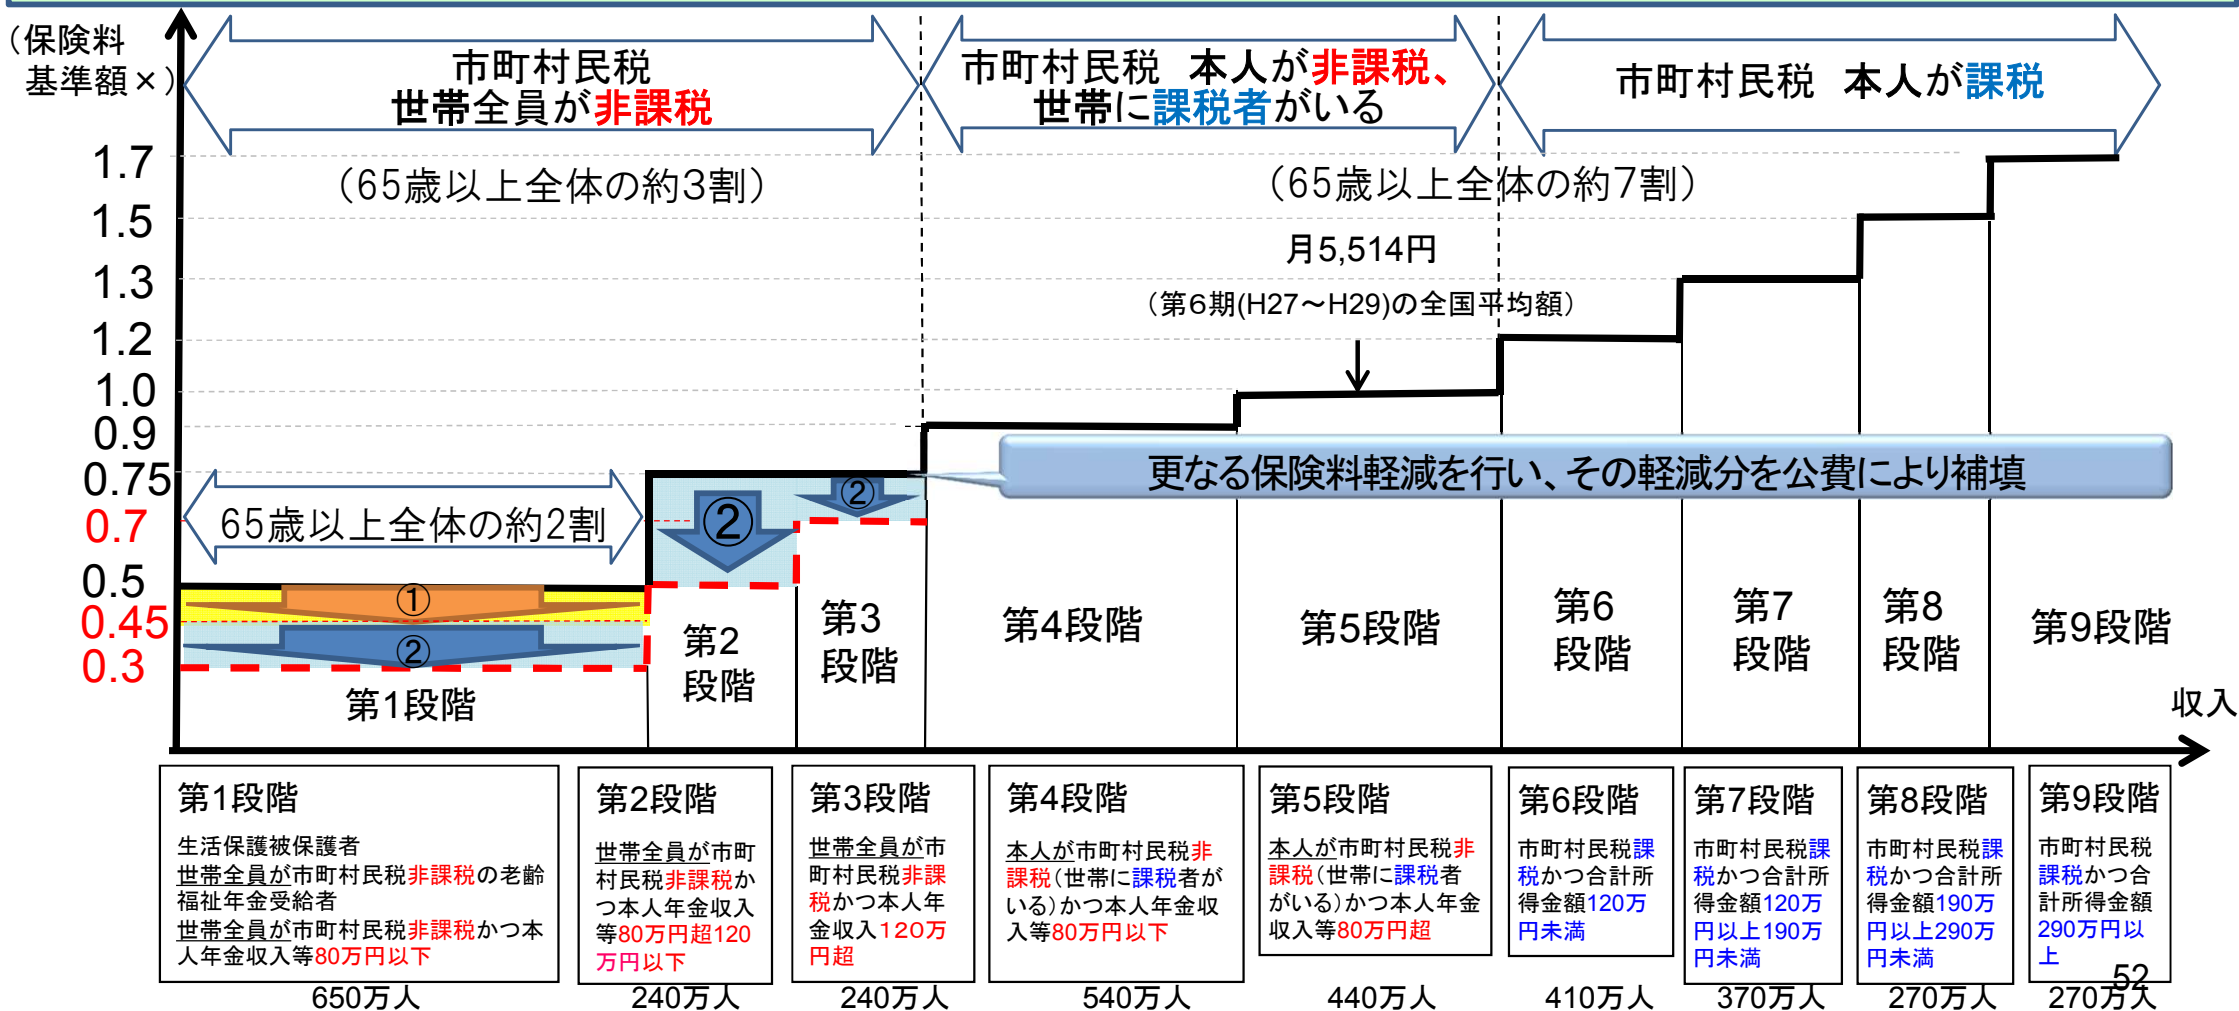 （保険料
基準額×）
市町村民税
世帯全員が非課税
市町村民税　本人が非課税、
世帯に課税者がいる
市町村民税　本人が課税
（65歳以上全体の約3割）
（65歳以上全体の約7割）
1.7
1.5
1.3
1.2
1.0
0.9
0.75
0.7
0.5
0.45
0.3
月5,514円
（第6期(H27～H29)の全国平均額）
更なる保険料軽減を行い、その軽減分を公費により補填
65歳以上全体の約2割
①
②
②
②
第1段階
第2
段階
第3
段階
第4段階
第5段階
第6
段階
第7
段階
第8
段階
第9段階
収入
第1段階
生活保護被保護者
世帯全員が市町村民税非課税の老齢
福祉年金受給者
世帯全員が市町村民税非課税かつ本
人年金収入等80万円以下
650万人
第2段階
世帯全員が市町
村民税非課税か
つ本人年金収入
等80万円超120
万円以下
240万人
第3段階
世帯全員が市
町村民税非課
税かつ本人年
金収入１２０万
円超
240万人
第4段階
本人が市町村民税非
課税（世帯に課税者が
いる）かつ本人年金収
入等80万円以下
540万人
第5段階
本人が市町村民税非
課税（世帯に課税者
がいる）かつ本人年金
収入等80万円超
440万人
第6段階
市町村民税課
税かつ合計所
得金額120万
円未満
410万人
第7段階
市町村民税課
税かつ合計所
得金額120万
円以上190万
円未満
370万人
第8段階
市町村民税課
税かつ合計所
得金額190万
円以上290万
円未満
270万人
第9段階
市町村民税
課税かつ合
計所得金額
290万円以
上
270万人
52